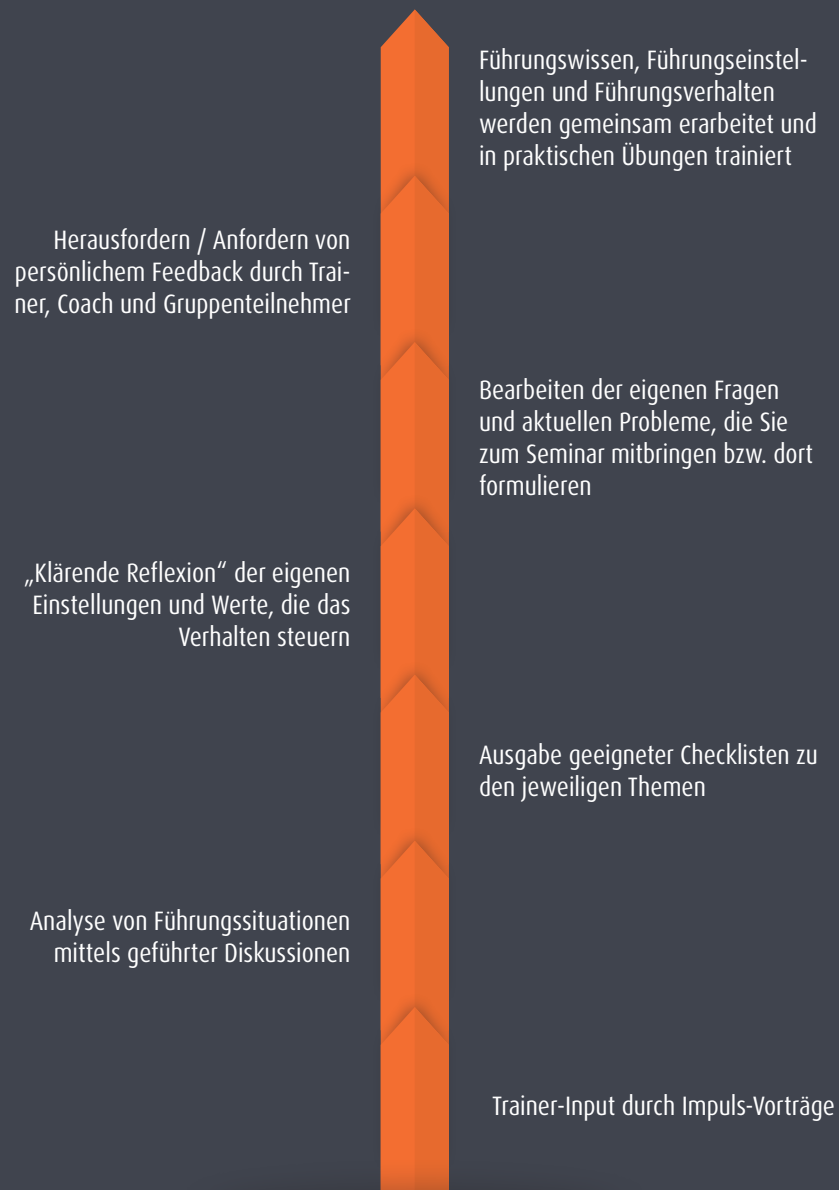 Führungswissen, Führungseinstel-
lungen und Führungsverhalten
werden gemeinsam erarbeitet und
in praktischen Übungen trainiert
Herausfordern / Anfordern von
persönlichem Feedback durch Trai-
ner, Coach und Gruppenteilnehmer
Bearbeiten der eigenen Fragen
und aktuellen Probleme, die Sie
zum Seminar mitbringen bzw. dort
formulieren
„Klärende Reflexion“ der eigenen
Einstellungen und Werte, die das
Verhalten steuern
Ausgabe geeigneter Checklisten zu
den jeweiligen Themen
Analyse von Führungssituationen
mittels geführter Diskussionen
Trainer-Input durch Impuls-Vorträge